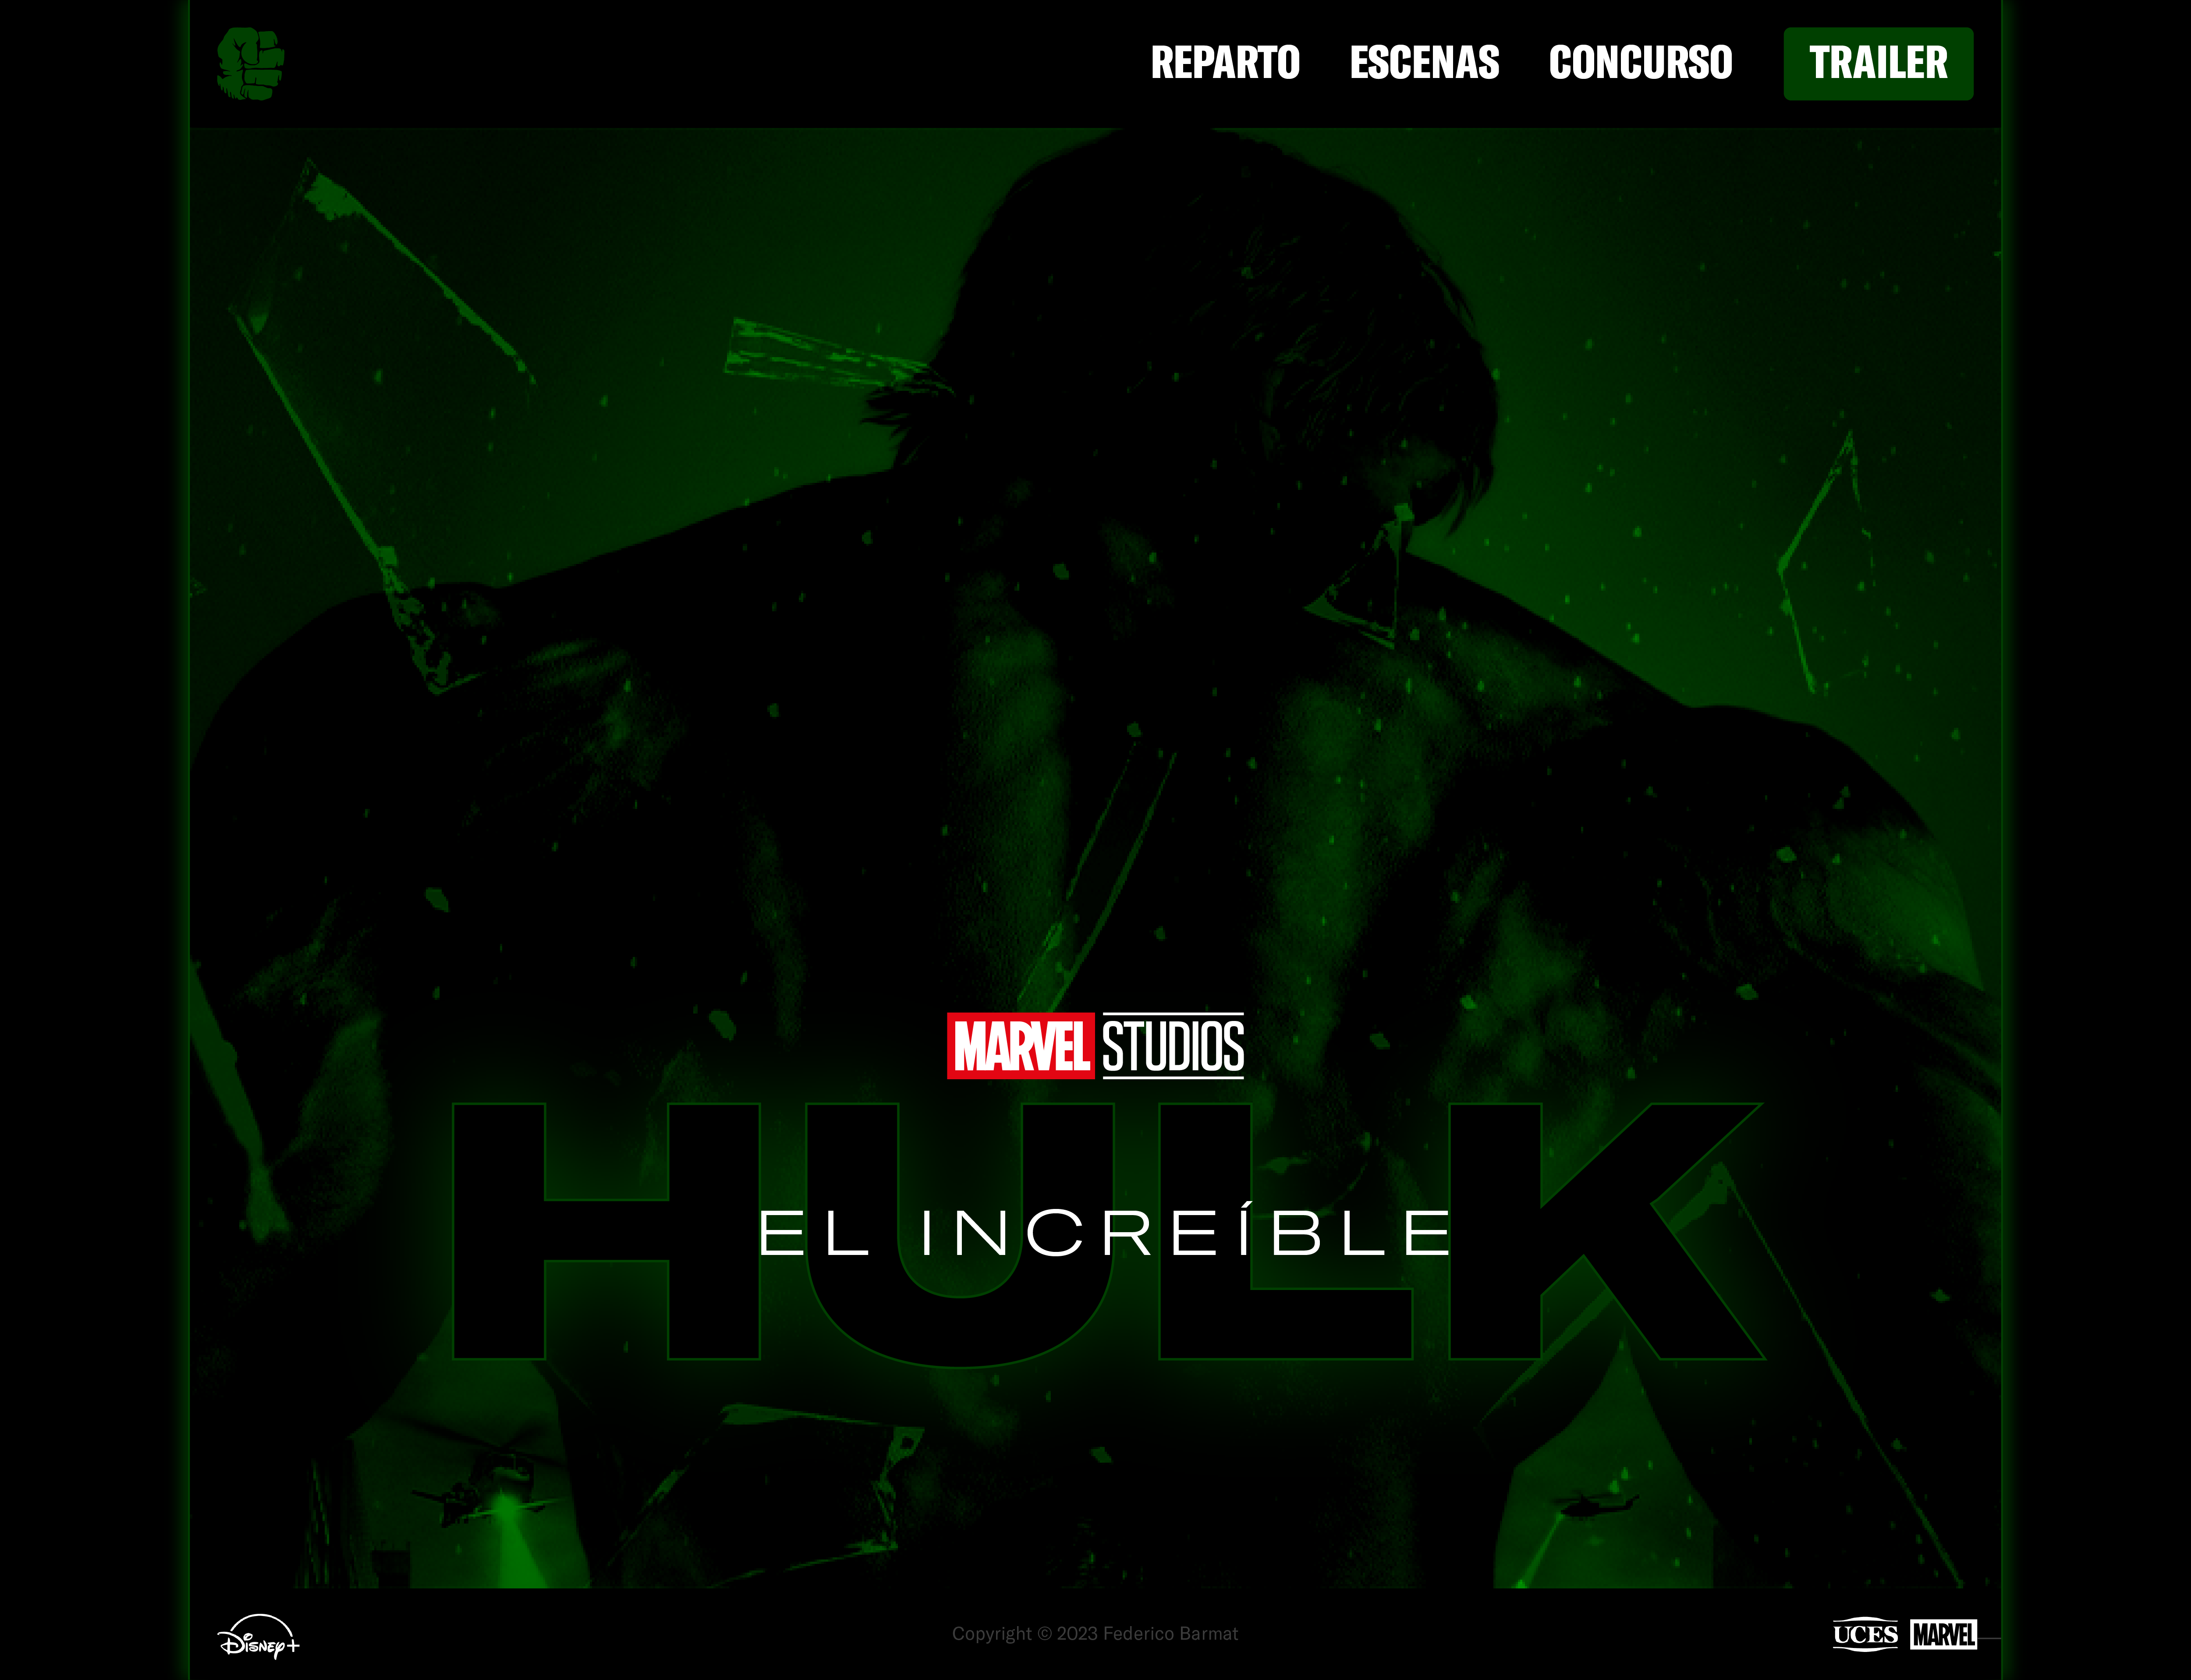 REPARTO ESCENAS CONCURSO TRAILER
MARVEL STUDIOS
HULK
EL INCREÍBLE
Disney+ Copyright © 2023 Federico Barmat UCES MARVEL